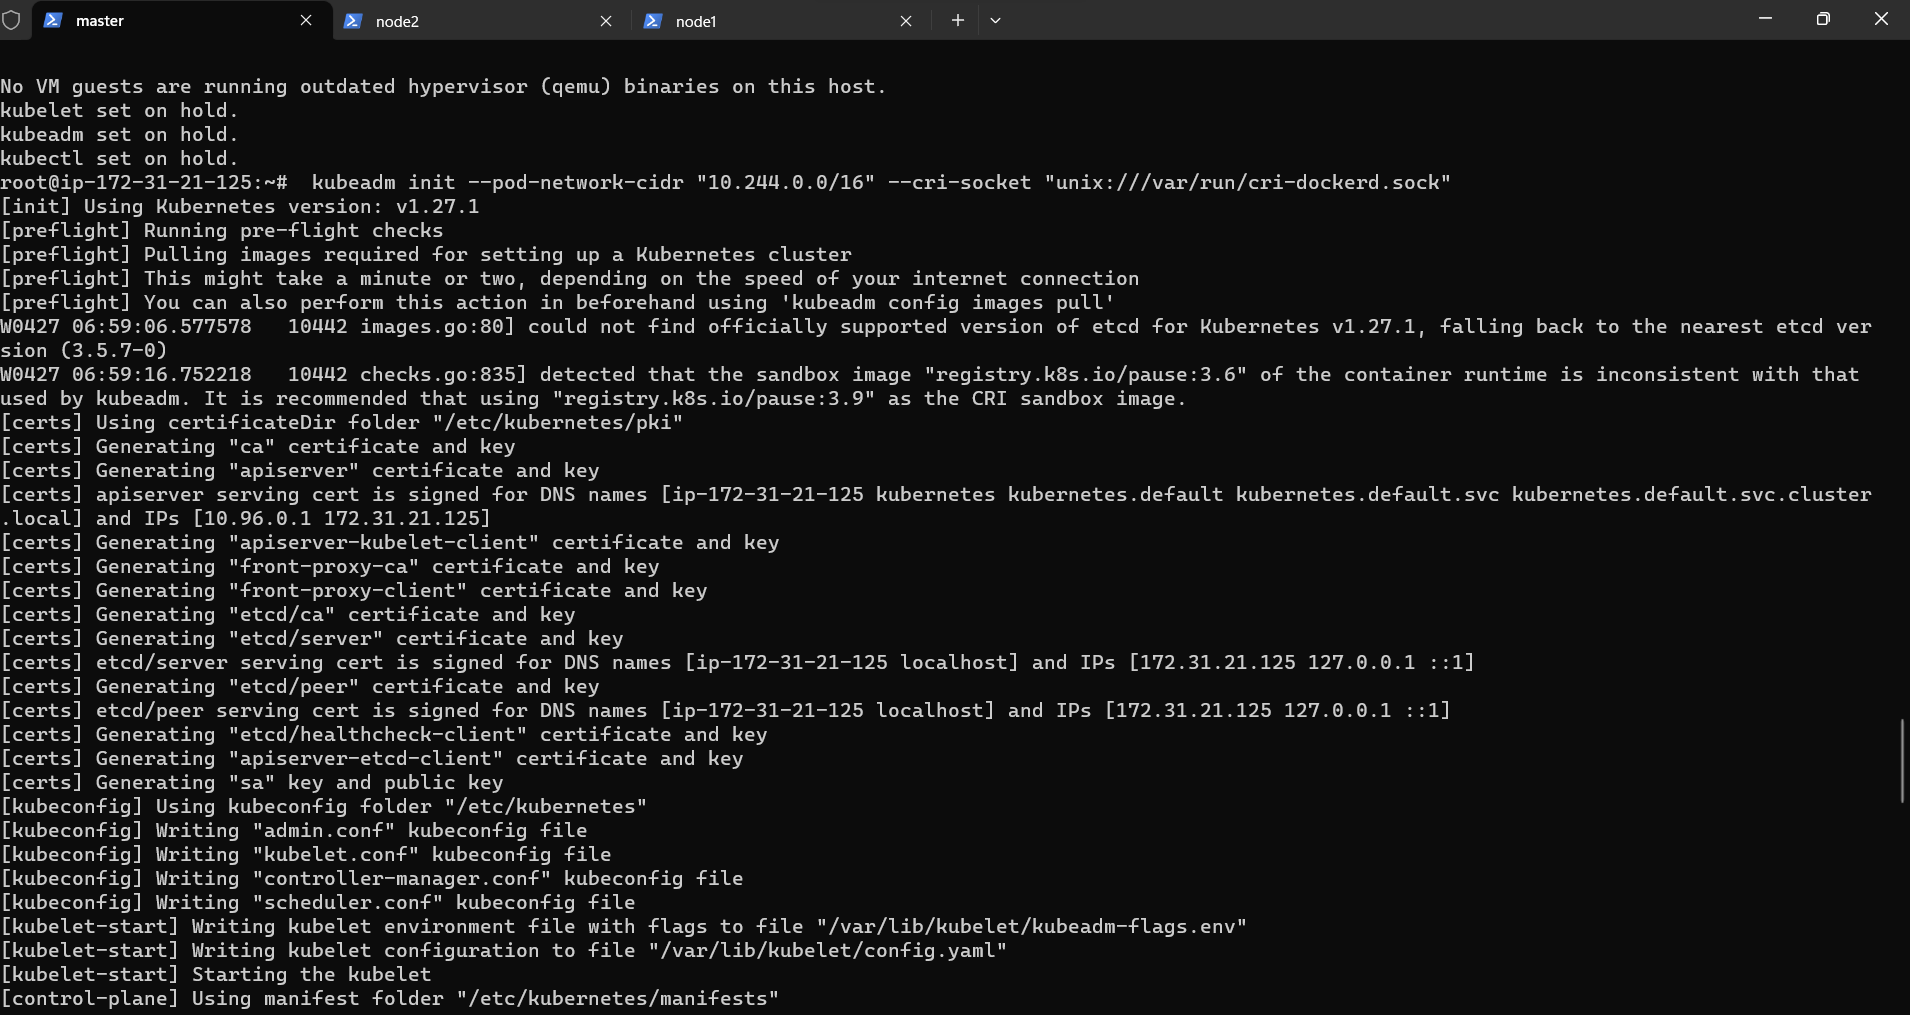 master
node2
node1
No VM guests are running outdated hypervisor (qemu) binaries on this host.
kubelet set on hold.
kubeadm set on hold.
kubectl set on hold.
root@ip-172-31-21-125:~#  kubeadm init --pod-network-cidr "10.244.0.0/16" --cri-socket "unix:///var/run/cri-dockerd.sock"
[init] Using Kubernetes version: v1.27.1
[preflight] Running pre-flight checks
[preflight] Pulling images required for setting up a Kubernetes cluster
[preflight] This might take a minute or two, depending on the speed of your internet connection
[preflight] You can also perform this action in beforehand using 'kubeadm config images pull'
W0427 06:59:06.577578   10442 images.go:80] could not find officially supported version of etcd for Kubernetes v1.27.1, falling back to the nearest etcd ver
sion (3.5.7-0)
W0427 06:59:16.752218   10442 checks.go:835] detected that the sandbox image "registry.k8s.io/pause:3.6" of the container runtime is inconsistent with that
used by kubeadm. It is recommended that using "registry.k8s.io/pause:3.9" as the CRI sandbox image.
[certs] Using certificateDir folder "/etc/kubernetes/pki"
[certs] Generating "ca" certificate and key
[certs] Generating "apiserver" certificate and key
[certs] apiserver serving cert is signed for DNS names [ip-172-31-21-125 kubernetes kubernetes.default kubernetes.default.svc kubernetes.default.svc.cluster
.local] and IPs [10.96.0.1 172.31.21.125]
[certs] Generating "apiserver-kubelet-client" certificate and key
[certs] Generating "front-proxy-ca" certificate and key
[certs] Generating "front-proxy-client" certificate and key
[certs] Generating "etcd/ca" certificate and key
[certs] Generating "etcd/server" certificate and key
[certs] etcd/server serving cert is signed for DNS names [ip-172-31-21-125 localhost] and IPs [172.31.21.125 127.0.0.1 ::1]
[certs] Generating "etcd/peer" certificate and key
[certs] etcd/peer serving cert is signed for DNS names [ip-172-31-21-125 localhost] and IPs [172.31.21.125 127.0.0.1 ::1]
[certs] Generating "etcd/healthcheck-client" certificate and key
[certs] Generating "apiserver-etcd-client" certificate and key
[certs] Generating "sa" key and public key
[kubeconfig] Using kubeconfig folder "/etc/kubernetes"
[kubeconfig] Writing "admin.conf" kubeconfig file
[kubeconfig] Writing "kubelet.conf" kubeconfig file
[kubeconfig] Writing "controller-manager.conf" kubeconfig file
[kubeconfig] Writing "scheduler.conf" kubeconfig file
[kubelet-start] Writing kubelet environment file with flags to file "/var/lib/kubelet/kubeadm-flags.env"
[kubelet-start] Writing kubelet configuration to file "/var/lib/kubelet/config.yaml"
[kubelet-start] Starting the kubelet
[control-plane] Using manifest folder "/etc/kubernetes/manifests"